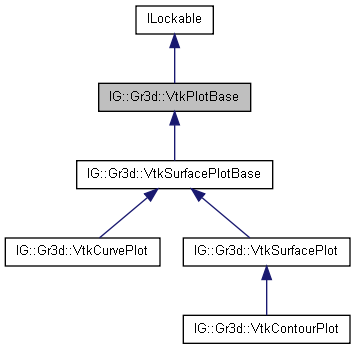 ILockable
IG::Gr3d::VtkPlotBase
IG::Gr3d::VtkSurfacePlotBase
IG::Gr3d::VtkCurvePlot
IG::Gr3d::VtkSurfacePlot
IG::Gr3d::VtkContourPlot